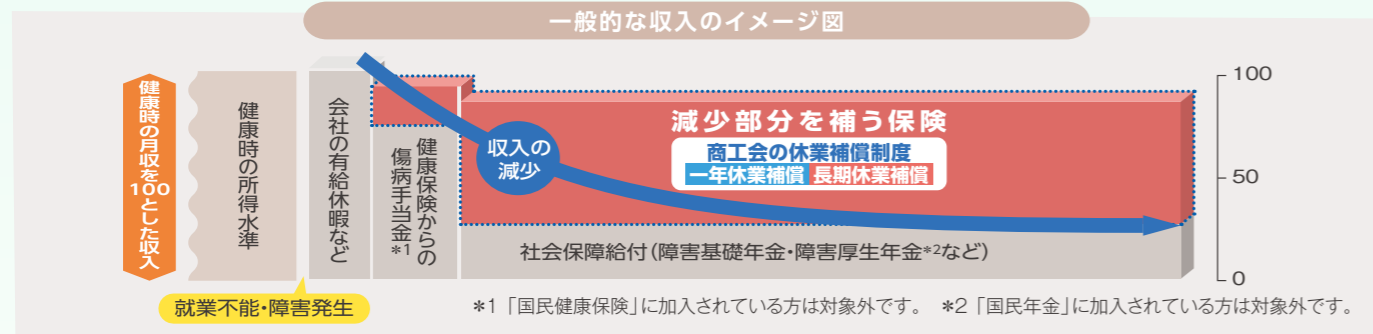 一般的な収入のイメージ図
健康時の月収を100とした収入
健康時の所得水準
会社の有給休暇など
健康保険からの
傷病手当金*1
収入の
減少
減少部分を補う保険
商工会の休業補償制度
一年休業補償 長期休業補償
社会保障給付(障害基礎年金・障害厚生年金*2など)
100
50
0
就業不能・障害発生
*1「国民健康保険」に加入されている方は対象外です。 *2「国民年金」に加入されている方は対象外です。